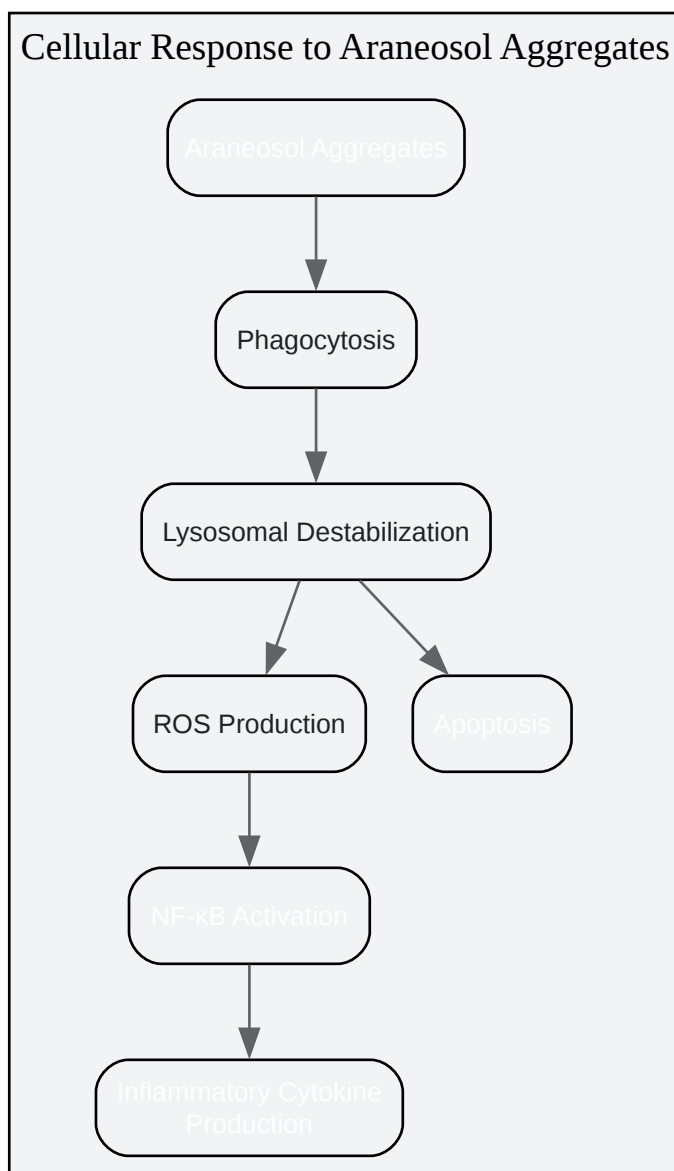 Cellular Response to Araneosol Aggregates
Araneosol Aggregates
Phagocytosis
Lysosomal Destabilization
ROS Production
Apoptosis
NF-κB Activation
Inflammatory Cytokine
Production